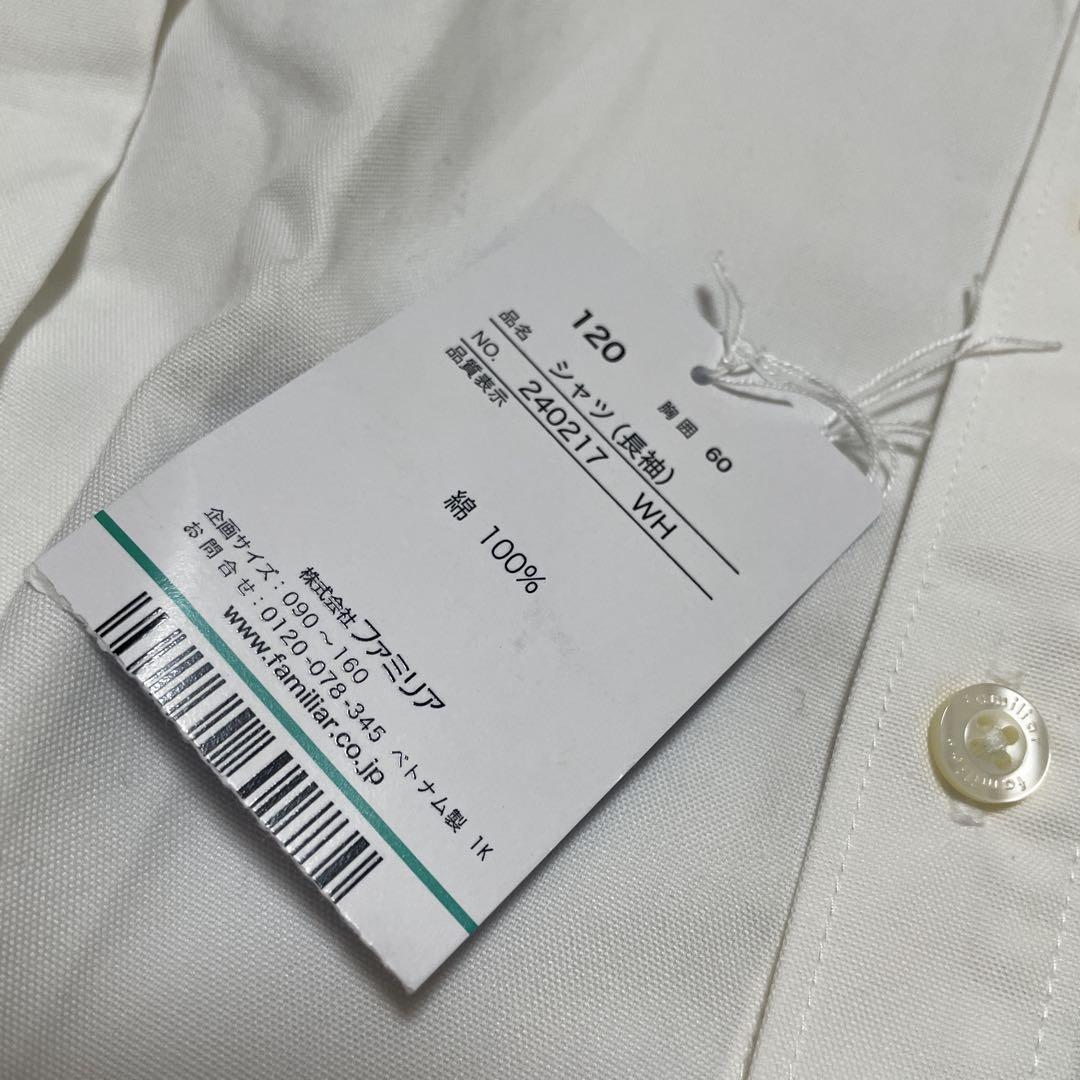 120 胸囲 60
品名 シャツ(長袖)
NO. 240217 WH
品質表示
綿 100%
株式会社ファミリア
企画サイズ:090~160
お問合せ:0120-078-345 ベトナム製 1K
www.familiar.co.jp
familiar
familiar